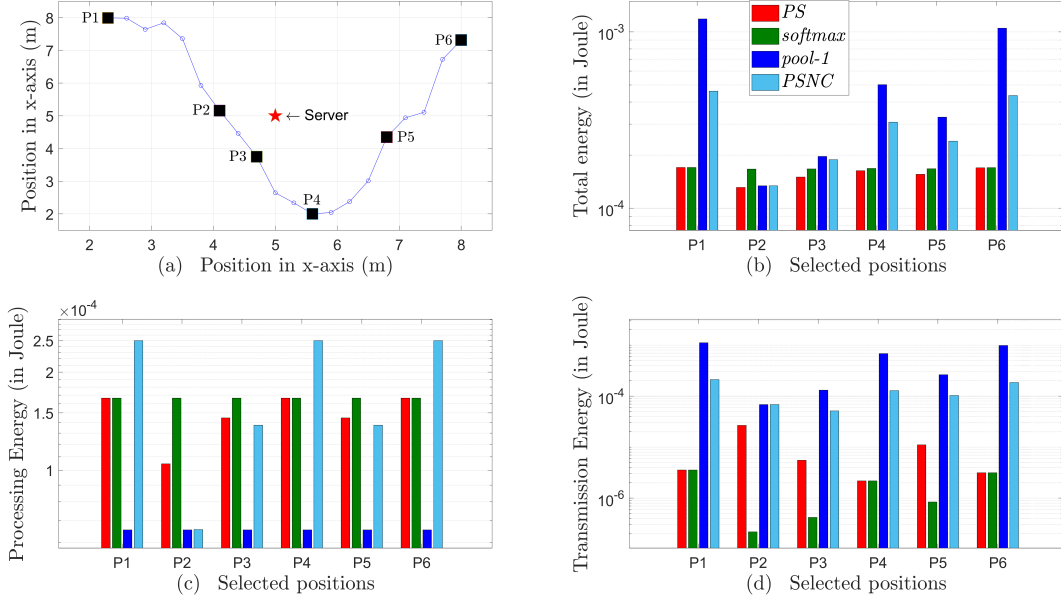 Position in x-axis (m)
8
7
6
5
4
3
2
P1
P2
P3
P4
P5
P6
← Server
2
3
4
5
6
7
8
(a) Position in x-axis (m)
Total energy (in Joule)
10-3
10-4
PS
softmax
pool-1
PSNC
P1 P2 P3 P4 P5 P6
(b) Selected positions
Processing Energy (in Joule)
×10-4
2.5
2
1.5
1
P1 P2 P3 P4 P5 P6
(c) Selected positions
Transmission Energy (in Joule)
10-4
10-6
P1 P2 P3 P4 P5 P6
(d) Selected positions